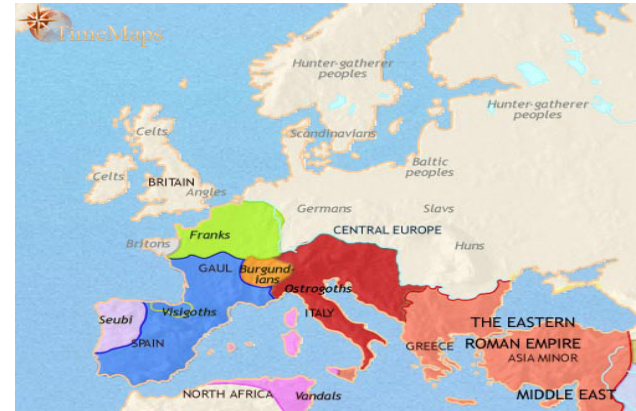 TimeMaps
Hunter-gatherer
peoples
Hunter-gatherer
peoples
Celts
Scandinavians
Celts
BRITAIN
Baltic
peoples
Angles
Germans
Slavs
Franks
CENTRAL EUROPE
Britons
Huns
GAUL
Burgund-
ians
Ostrogoths
Seubi
Visigoths
ITALY
THE EASTERN
ROMAN EMPIRE
SPAIN
GREECE
ASIA MINOR
NORTH AFRICA
Vandals
MIDDLE EAST